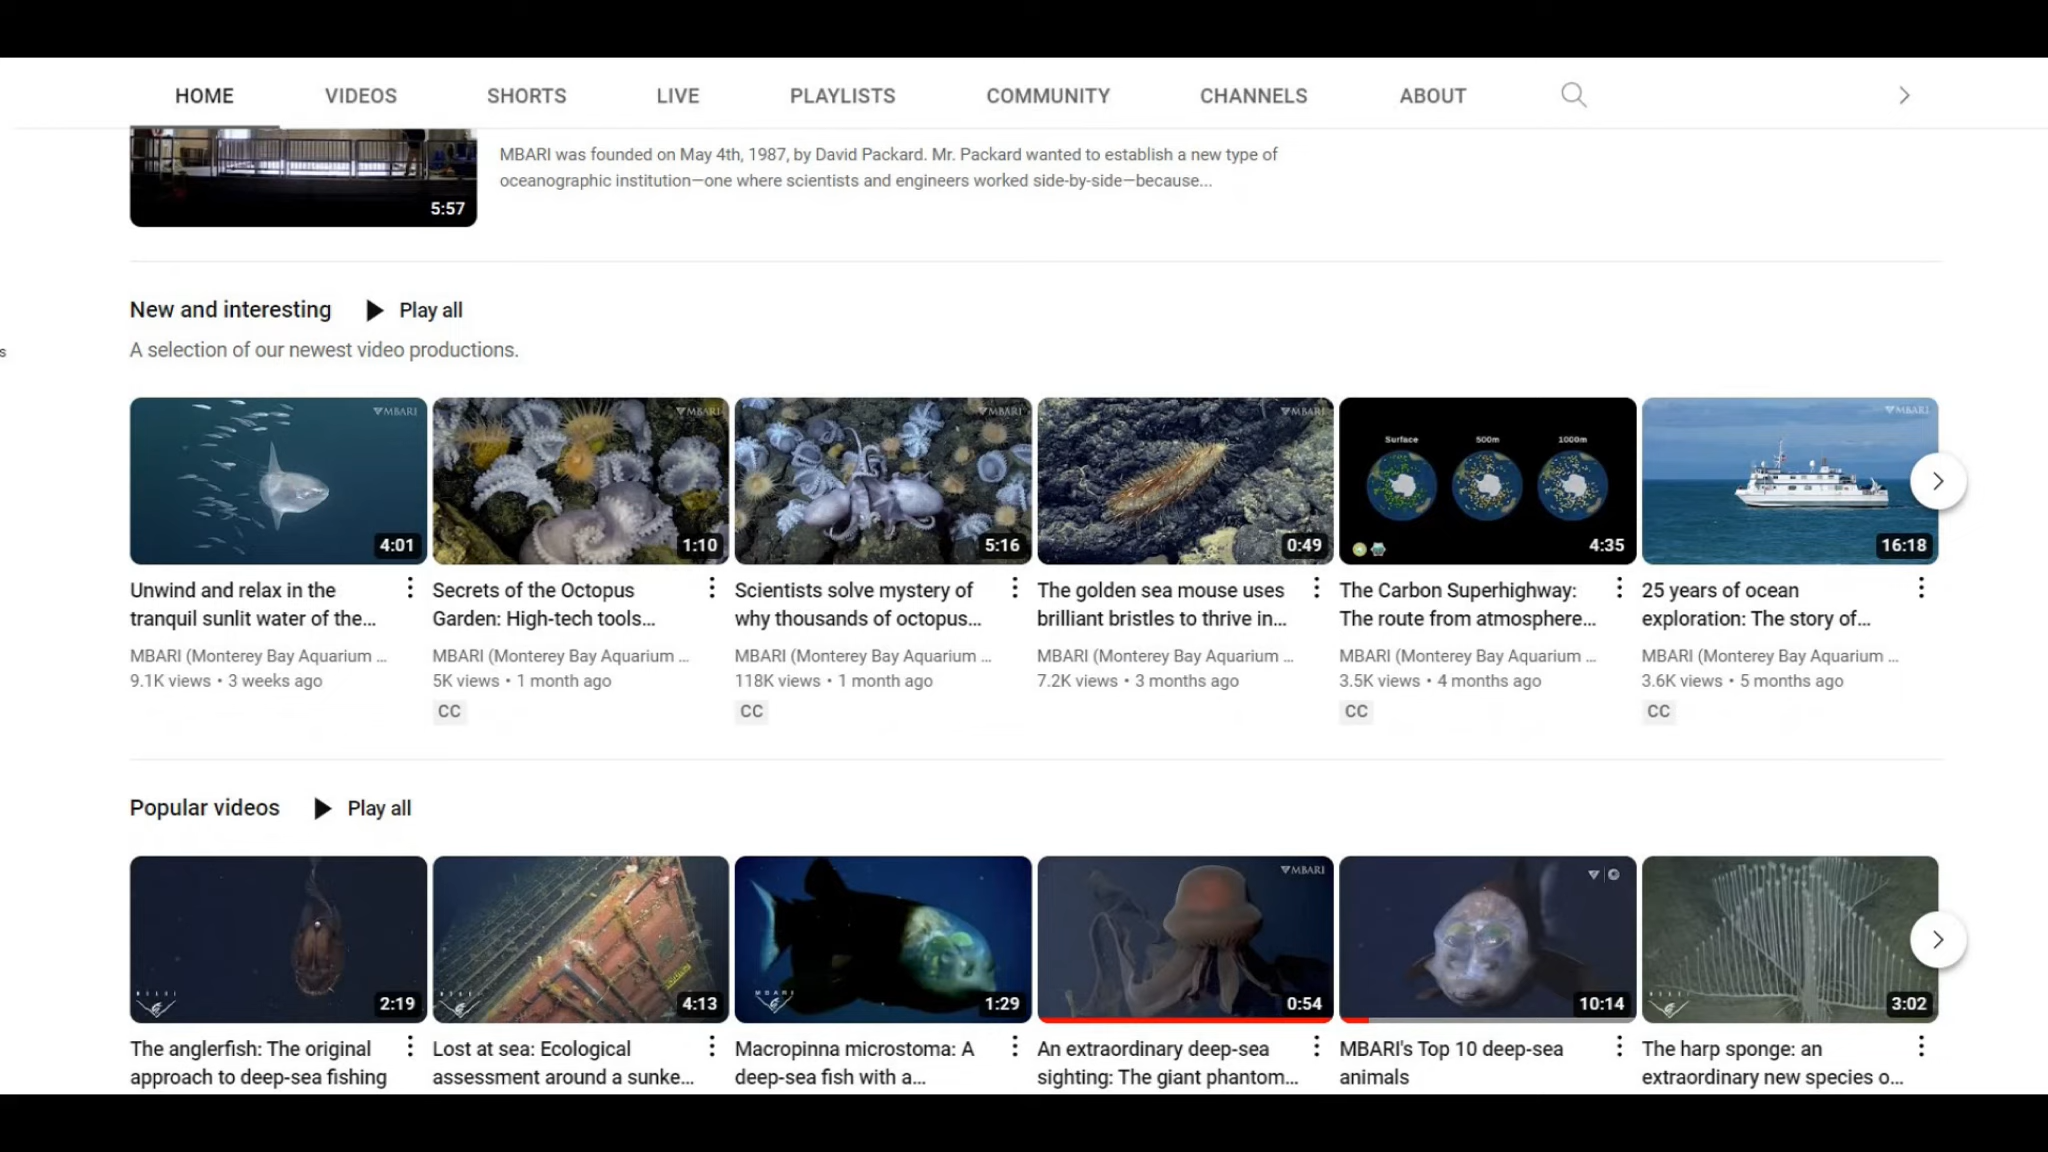 HOME VIDEOS SHORTS LIVE PLAYLISTS COMMUNITY CHANNELS ABOUT
MBARI was founded on May 4th, 1987, by David Packard. Mr. Packard wanted to establish a new type of
oceanographic institution—one where scientists and engineers worked side-by-side—because...
5:57
New and interesting Play all
s
A selection of our newest video productions.
MBARI MBARI MBARI MBARI MBARI
Surface 500m 1000m
4:01 1:10 5:16 0:49 4:35 16:18
Unwind and relax in the
tranquil sunlit water of the...
MBARI (Monterey Bay Aquarium ...
9.1K views • 3 weeks ago
Secrets of the Octopus
Garden: High-tech tools...
MBARI (Monterey Bay Aquarium ...
5K views • 1 month ago
CC
Scientists solve mystery of
why thousands of octopus...
MBARI (Monterey Bay Aquarium ...
118K views • 1 month ago
CC
The golden sea mouse uses
brilliant bristles to thrive in...
MBARI (Monterey Bay Aquarium ...
7.2K views • 3 months ago
The Carbon Superhighway:
The route from atmosphere...
MBARI (Monterey Bay Aquarium ...
3.5K views • 4 months ago
CC
25 years of ocean
exploration: The story of...
MBARI (Monterey Bay Aquarium ...
3.6K views • 5 months ago
CC
Popular videos Play all
MBARI
MBARI
2:19 4:13 1:29 0:54 10:14 3:02
The anglerfish: The original
approach to deep-sea fishing
Lost at sea: Ecological
assessment around a sunke...
Macropinna microstoma: A
deep-sea fish with a...
An extraordinary deep-sea
sighting: The giant phantom...
MBARI's Top 10 deep-sea
animals
The harp sponge: an
extraordinary new species o...